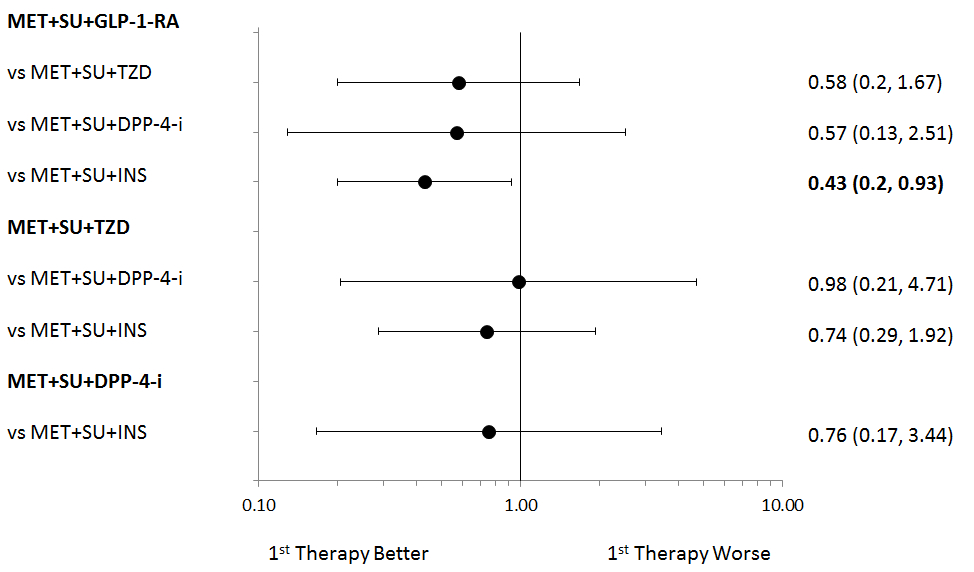 MET+SU+GLP-1-RA
vs MET+SU+TZD 0.58 (0.2, 1.67)
vs MET+SU+DPP-4-i 0.57 (0.13, 2.51)
vs MET+SU+INS 0.43 (0.2, 0.93)
MET+SU+TZD
vs MET+SU+DPP-4-i 0.98 (0.21, 4.71)
vs MET+SU+INS 0.74 (0.29, 1.92)
MET+SU+DPP-4-i
vs MET+SU+INS 0.76 (0.17, 3.44)
0.10 1.00 10.00
1st Therapy Better 1st Therapy Worse